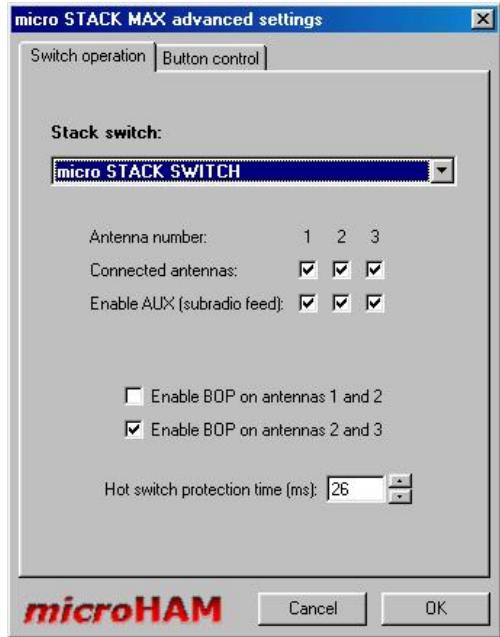 micro STACK MAX advanced settings
Switch operation Button control
Stack switch:
micro STACK SWITCH
Antenna number: 1 2 3
Connected antennas:
Enable AUX (subradio feed):
Enable BOP on antennas 1 and 2
Enable BOP on antennas 2 and 3
Hot switch protection time (ms): 26
microHAM Cancel OK